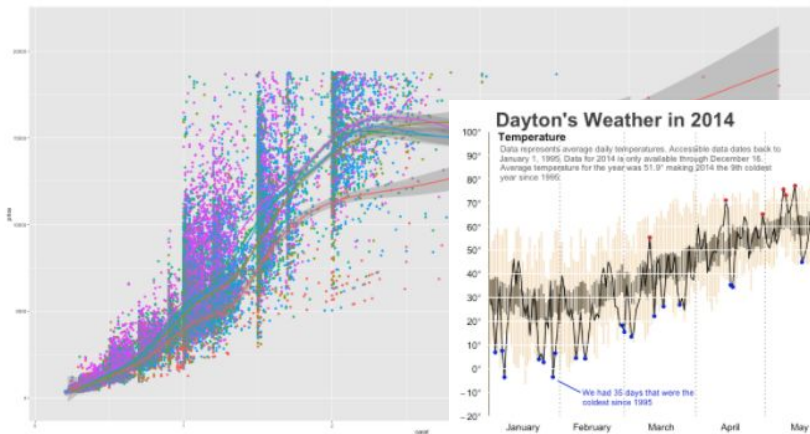 Dayton's Weather in 2014
Temperature
Data represents average daily temperatures. Accessible data dates back to
January 1, 1995. Data for 2014 is only available through December 16.
Average temperature for the year was 51.9° making 2014 the 9th coldest
year since 1995
100°
90°
80°
70°
60°
50°
40°
30°
20°
10°
0°
-10°
-20°
We had 35 days that were the
coldest since 1995
January
February
March
April
May